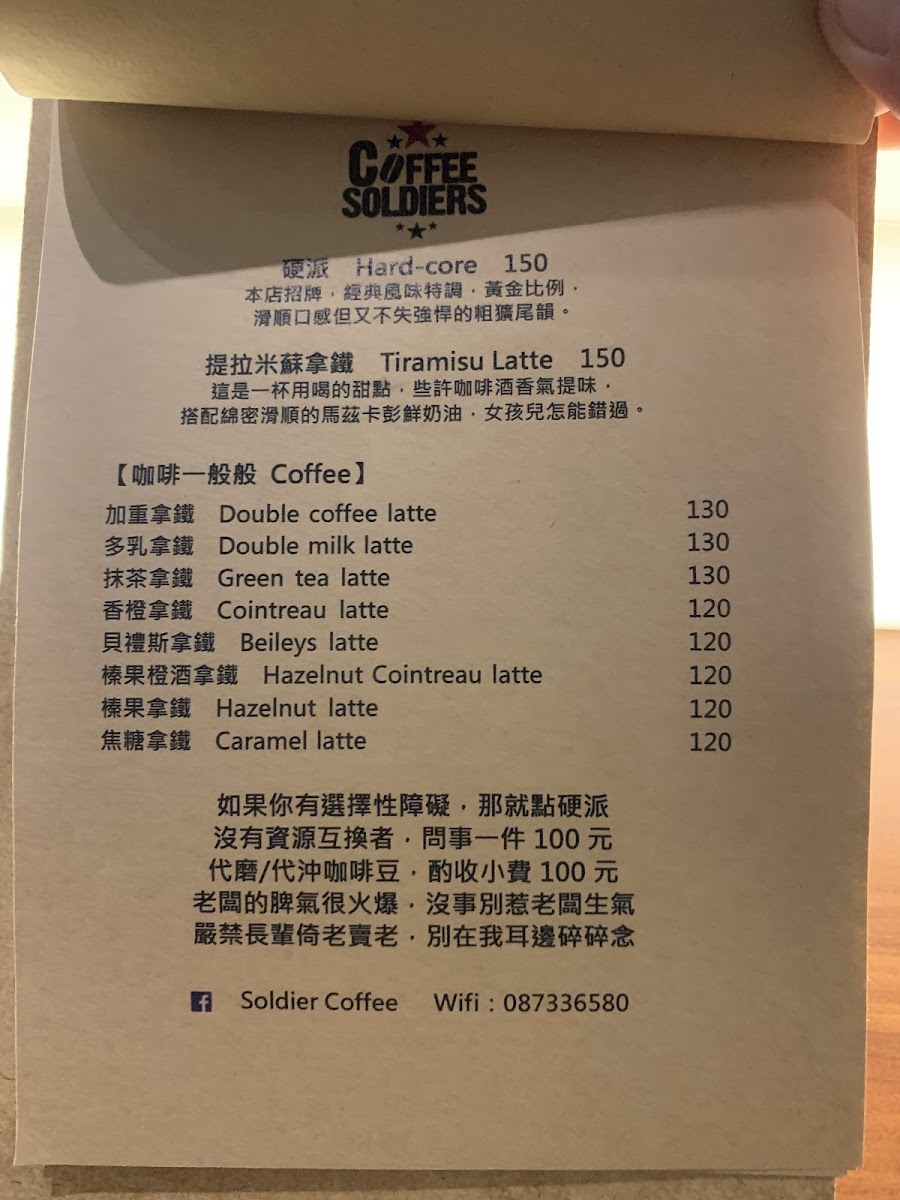 COFFEE
SOLDIERS
硬派 Hard-core 150
本店招牌，經典風味特調，黃金比例，
滑順口感但又不失強悍的粗獷尾韻。
提拉米蘇拿鐵 Tiramisu Latte 150
這是一杯用喝的甜點，些許咖啡酒香氣提味，
搭配綿密滑順的馬茲卡彭鮮奶油，女孩兒怎能錯過。
【咖啡一般般 Coffee】
加重拿鐵 Double coffee latte 130
多乳拿鐵 Double milk latte 130
抹茶拿鐵 Green tea latte 130
香橙拿鐵 Cointreau latte 120
貝禮斯拿鐵 Beileys latte 120
榛果橙酒拿鐵 Hazelnut Cointreau latte 120
榛果拿鐵 Hazelnut latte 120
焦糖拿鐵 Caramel latte 120
如果你有選擇性障礙，那就點硬派
沒有資源互換者，問事一件 100 元
代磨/代沖咖啡豆，酌收小費 100 元
老闆的脾氣很火爆，沒事別惹老闆生氣
嚴禁長輩倚老賣老，別在我耳邊碎碎念
f Soldier Coffee Wifi：087336580